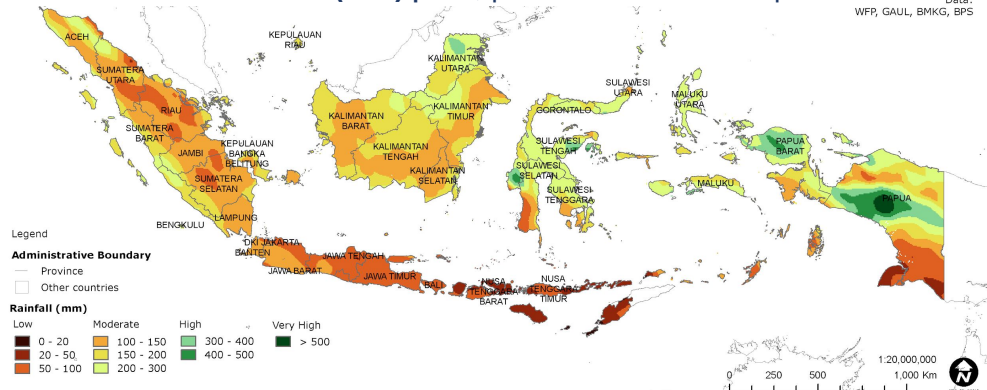 Data:
WFP, GAUL, BMKG, BPS
ACEH
SUMATERA
UTARA
RIAU
SUMATERA
BARAT
JAMBI
KEPULAUAN
BANGKA
BELITUNG
SUMATERA
SELATAN
BENGKULU
LAMPUNG
KEPULAUAN
RIAU
KALIMANTAN
UTARA
KALIMANTAN
BARAT
KALIMANTAN
TIMUR
KALIMANTAN
TENGAH
KALIMANTAN
SELATAN
SULAWESI
UTARA
GORONTALO
SULAWESI
TENGAH
SULAWESI
SELATAN
SULAWESI
TENGGARA
MALUKU
UTARA
MALUKU
PAPUA
BARAT
PAPUA
DKI JAKARTA
BANTEN
JAWA BARAT
JAWA TENGAH
JAWA TIMUR
BALI
NUSA
TENGGARA
BARAT
NUSA
TENGGARA
TIMUR
Legend
Administrative Boundary
Province
Other countries
Rainfall (mm)
Low
0 - 20
20 - 50
50 - 100
Moderate
100 - 150
150 - 200
200 - 300
High
300 - 400
400 - 500
Very High
> 500
1:20,000,000
0 250 500 1,000 Km
N